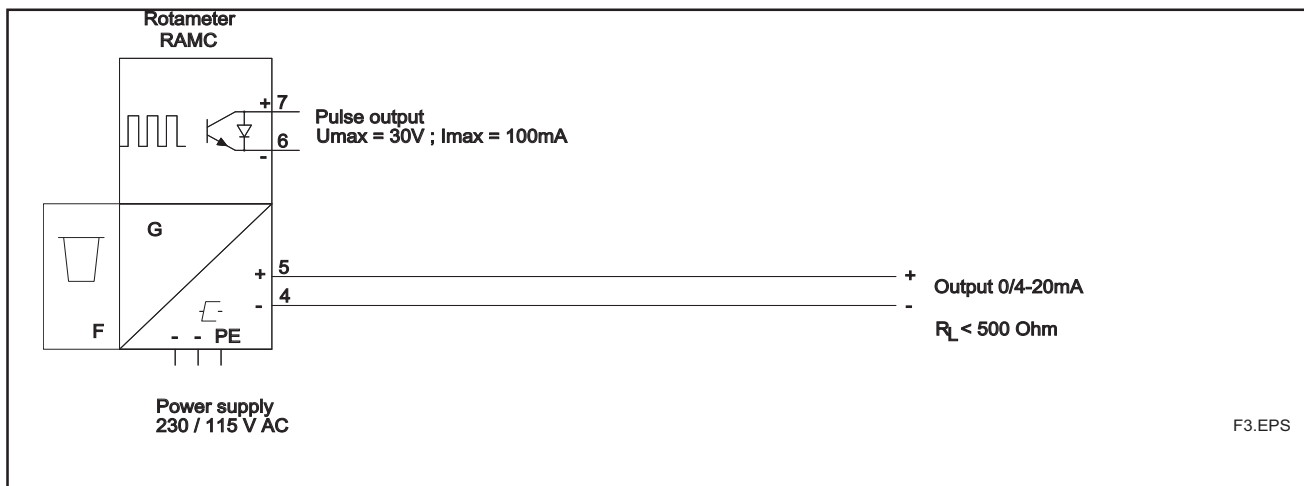 Rotameter
RAMC
+ 7
Pulse output
Umax = 30V ; Imax = 100mA
6
-
G
+ 5
+
Output 0/4-20mA
- 4
-
F
- - PE
RL < 500 Ohm
Power supply
230 / 115 V AC
F3.EPS